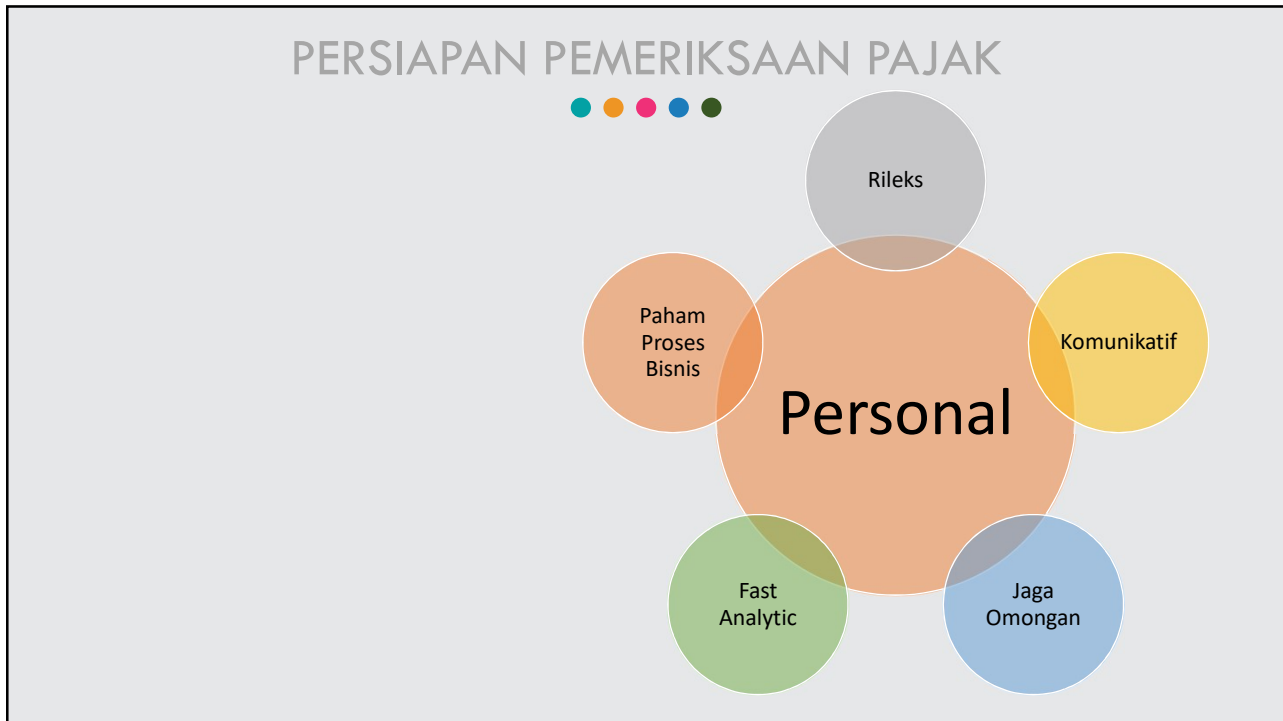 PERSIAPAN PEMERIKSAAN PAJAK
Rileks
Komunikatif
Jaga
Omongan
Fast
Analytic
Paham
Proses
Bisnis
Personal